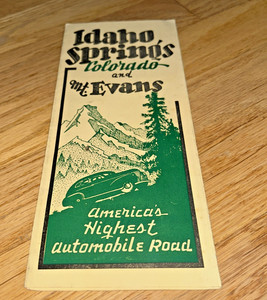 Idaho
Springs
Colorado
and
Mt. Evans
America's
Highest
automobile Road